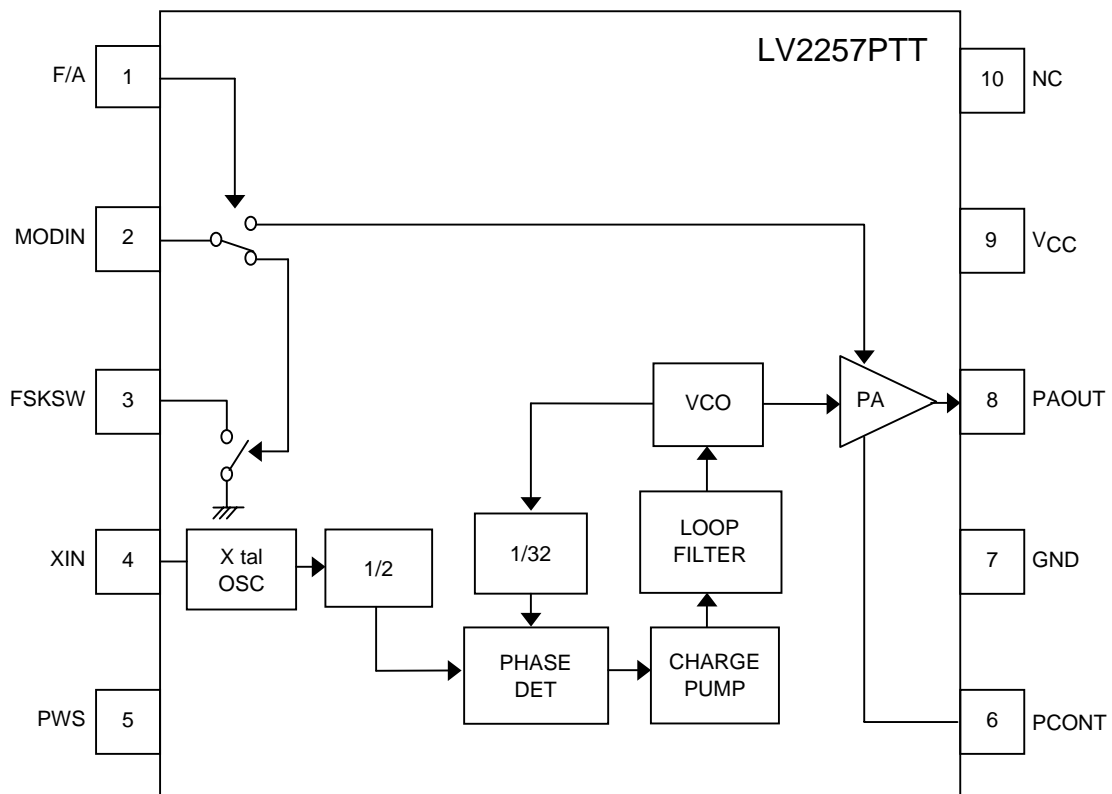 LV2257PTT
F/A
1
10
NC
MODIN
2
9
VCC
FSKSW
3
VCO
PA
8
PAOUT
XIN
4
X tal
OSC
1/2
1/32
LOOP
FILTER
7
GND
PWS
5
PHASE
DET
CHARGE
PUMP
6
PCONT